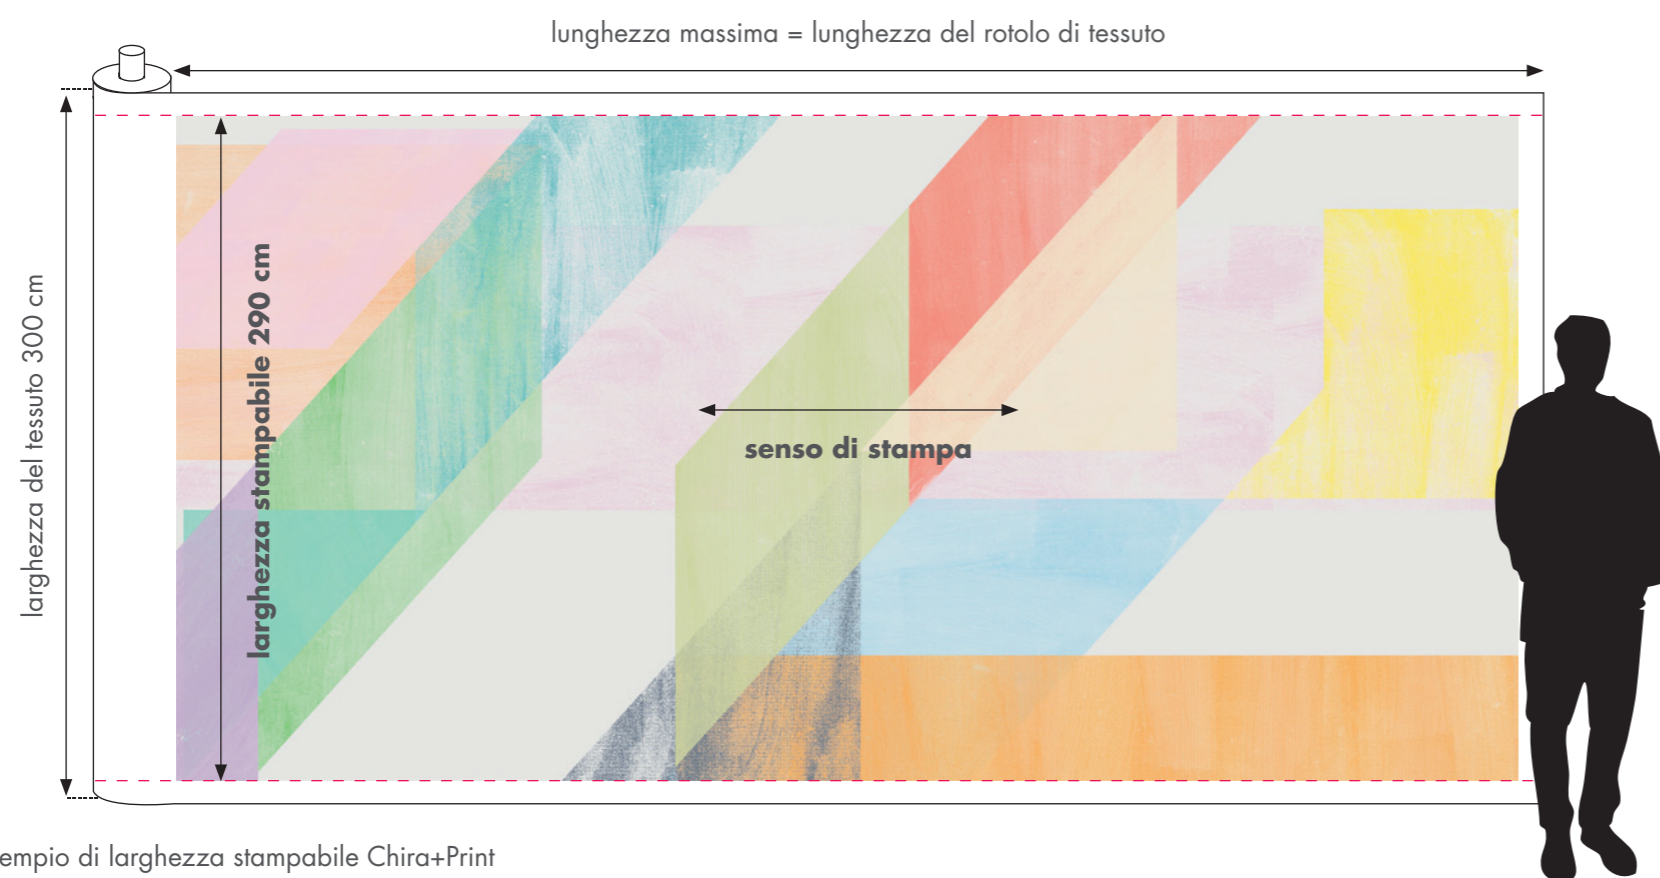 lunghezza massima = lunghezza del rotolo di tessuto
larghezza del tessuto 300 cm
larghezza stampabile 290 cm
senso di stampa
empio di larghezza stampabile Chira+Print